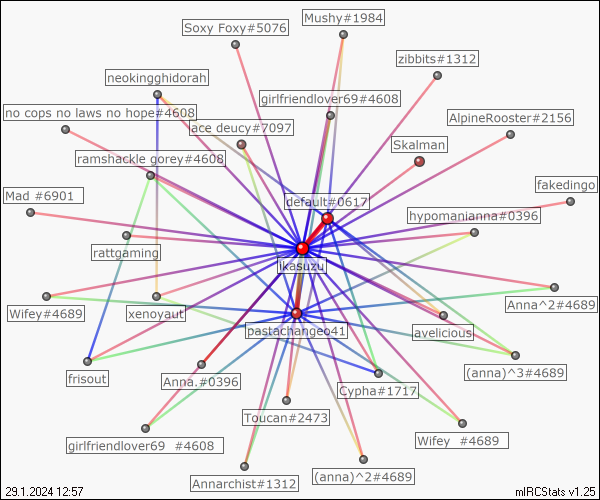 Mushy#1984
Soxy Foxy#5076
zibbits#1312
neokingghidorah
girlfriendlover69#4608
no cops no laws no hope#4608
AlpineRooster#2156
ace deucy#7097
Skalman
ramshackle gorey#4608
fakedingo
Mad #6901
default#0617
hypomanianna#0396
rattgaming
ikasuzu
Anna^2#4689
Wifey#4689
xenoyaut
pastachangeo41
avelicious
frisout
Anna.#0396
(anna)^3#4689
Cypha#1717
Toucan#2473
girlfriendlover69 #4608
Wifey #4689
(anna)^2#4689
Annarchist#1312
29.1.2024 12:57
mIRCStats v1.25